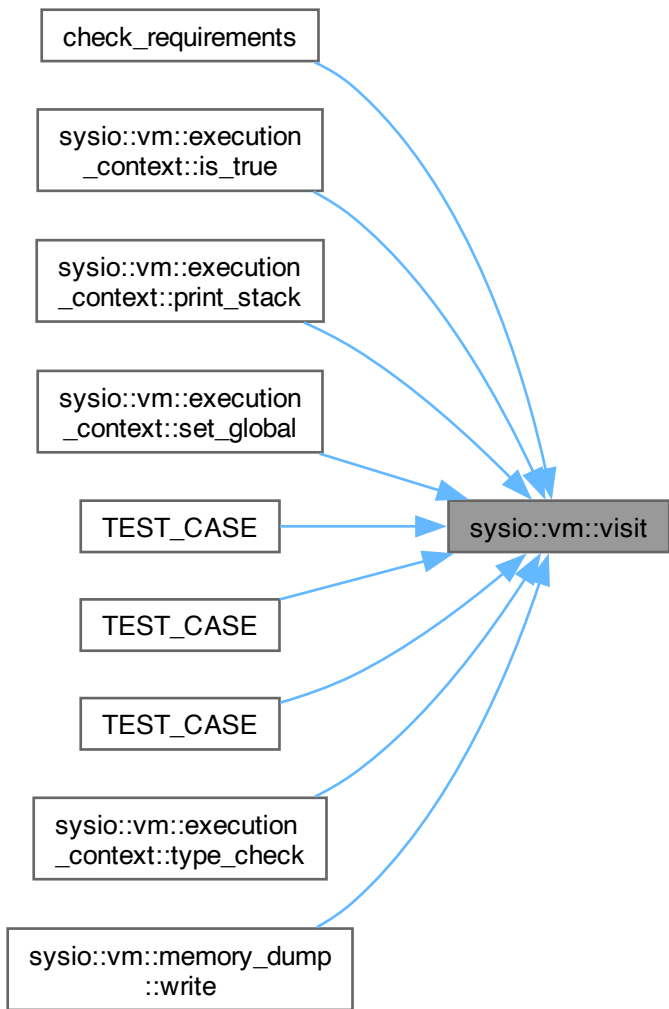 check_requirements
sysio::vm::execution
_context::is_true
sysio::vm::execution
_context::print_stack
sysio::vm::execution
_context::set_global
TEST_CASE
sysio::vm::visit
TEST_CASE
TEST_CASE
sysio::vm::execution
_context::type_check
sysio::vm::memory_dump
::write